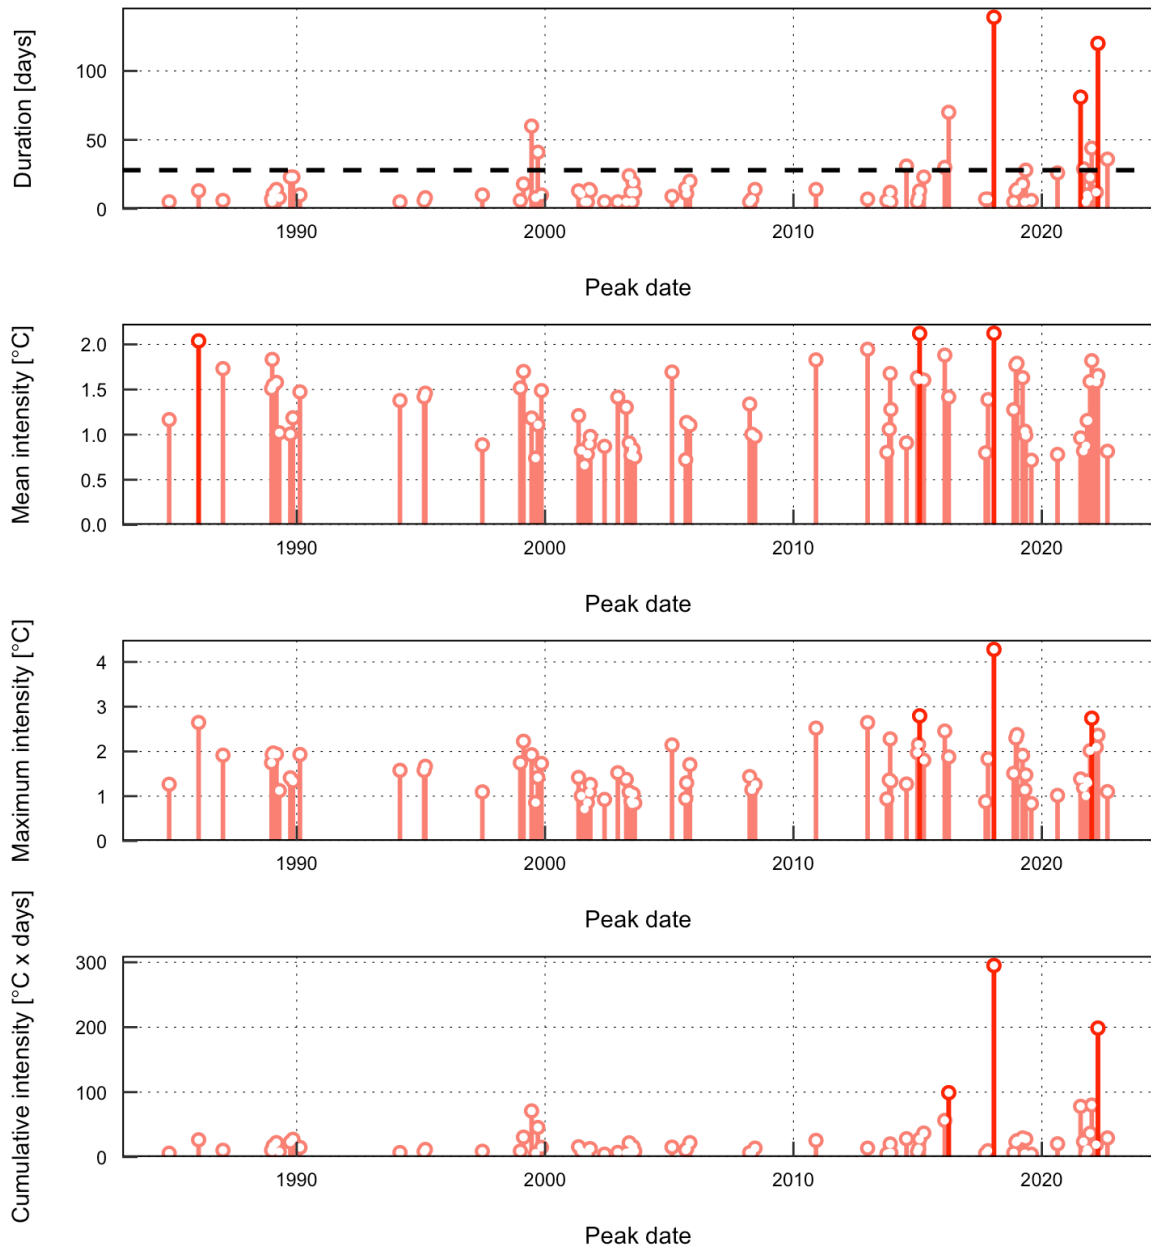 Duration [days]
100
50
0
1990 2000 2010 2020
Peak date
Mean intensity [°C]
2.0
1.5
1.0
0.5
0.0
1990 2000 2010 2020
Peak date
Maximum intensity [°C]
4
3
2
1
0
1990 2000 2010 2020
Peak date
Cumulative intensity [°C x days]
300
200
100
0
1990 2000 2010 2020
Peak date